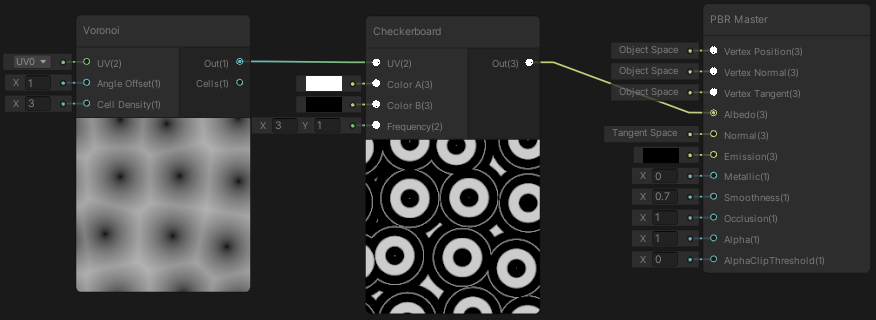 Voronoi
UV0
UV(2)
Out(1)
X 1
Angle Offset(1)
Cells(1)
X 3
Cell Density(1)
Checkerboard
UV(2)
Out(3)
Color A(3)
Color B(3)
X 3 Y 1
Frequency(2)
PBR Master
Object Space
Vertex Position(3)
Object Space
Vertex Normal(3)
Object Space
Vertex Tangent(3)
Albedo(3)
Tangent Space
Normal(3)
Emission(3)
X 0
Metallic(1)
X 0.7
Smoothness(1)
X 1
Occlusion(1)
X 1
Alpha(1)
X 0
AlphaClipThreshold(1)